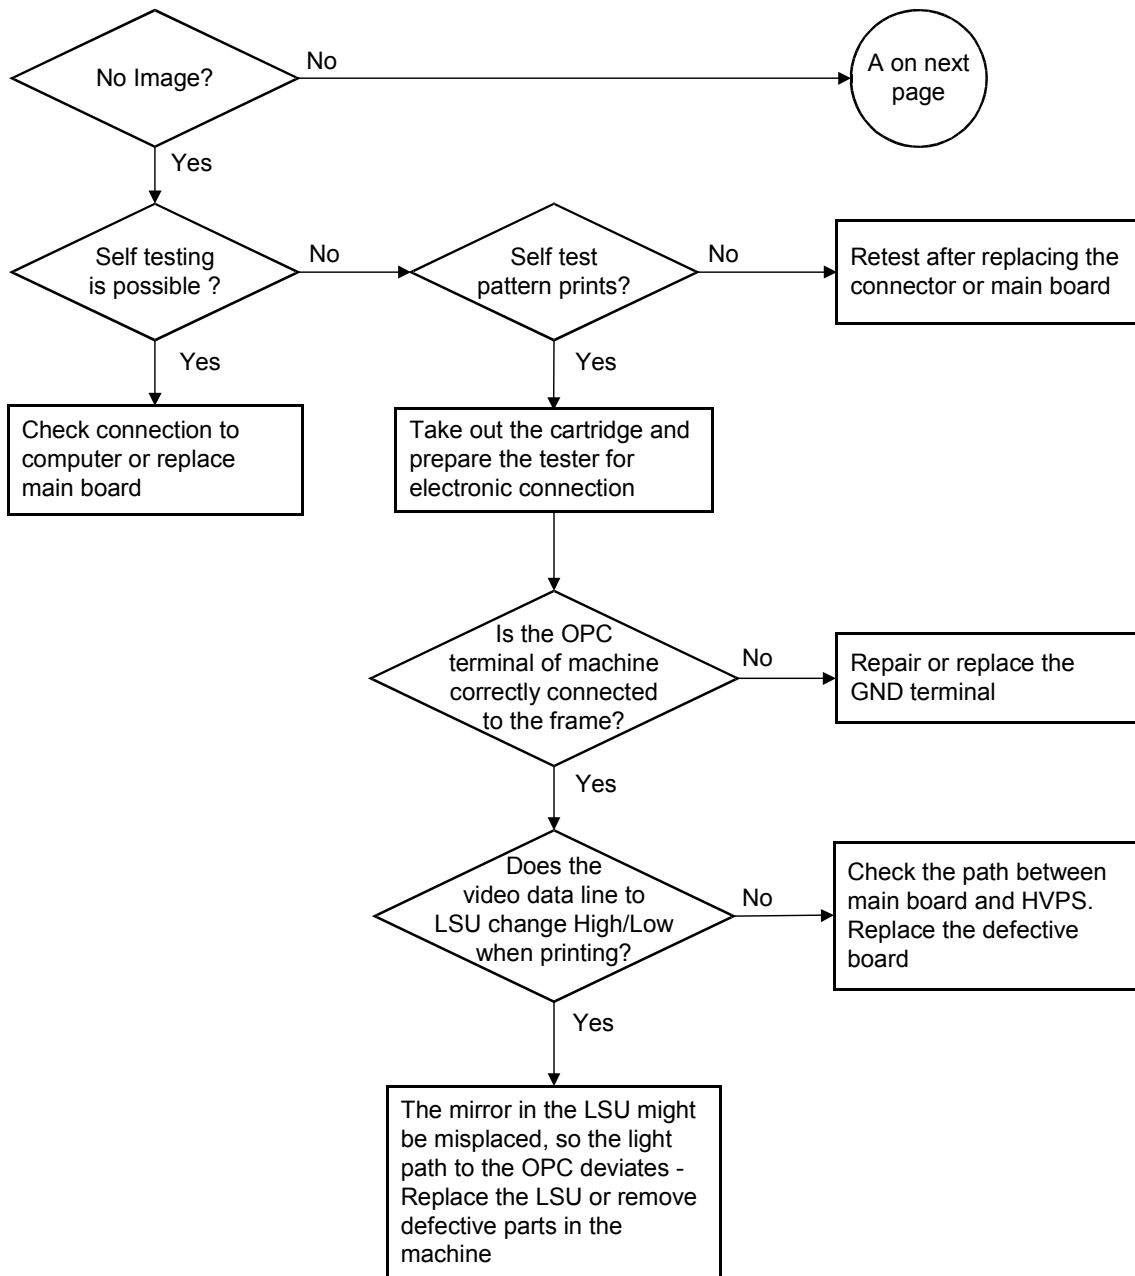 No Image?
No
A on next
page
Yes
Self testing
is possible ?
No
Self test
pattern prints?
No
Retest after replacing the
connector or main board
Yes
Yes
Check connection to
computer or replace
main board
Take out the cartridge and
prepare the tester for
electronic connection
Is the OPC
terminal of machine
correctly connected
to the frame?
No
Repair or replace the
GND terminal
Yes
Does the
video data line to
LSU change High/Low
when printing?
No
Check the path between
main board and HVPS.
Replace the defective
board
Yes
The mirror in the LSU might
be misplaced, so the light
path to the OPC deviates -
Replace the LSU or remove
defective parts in the
machine